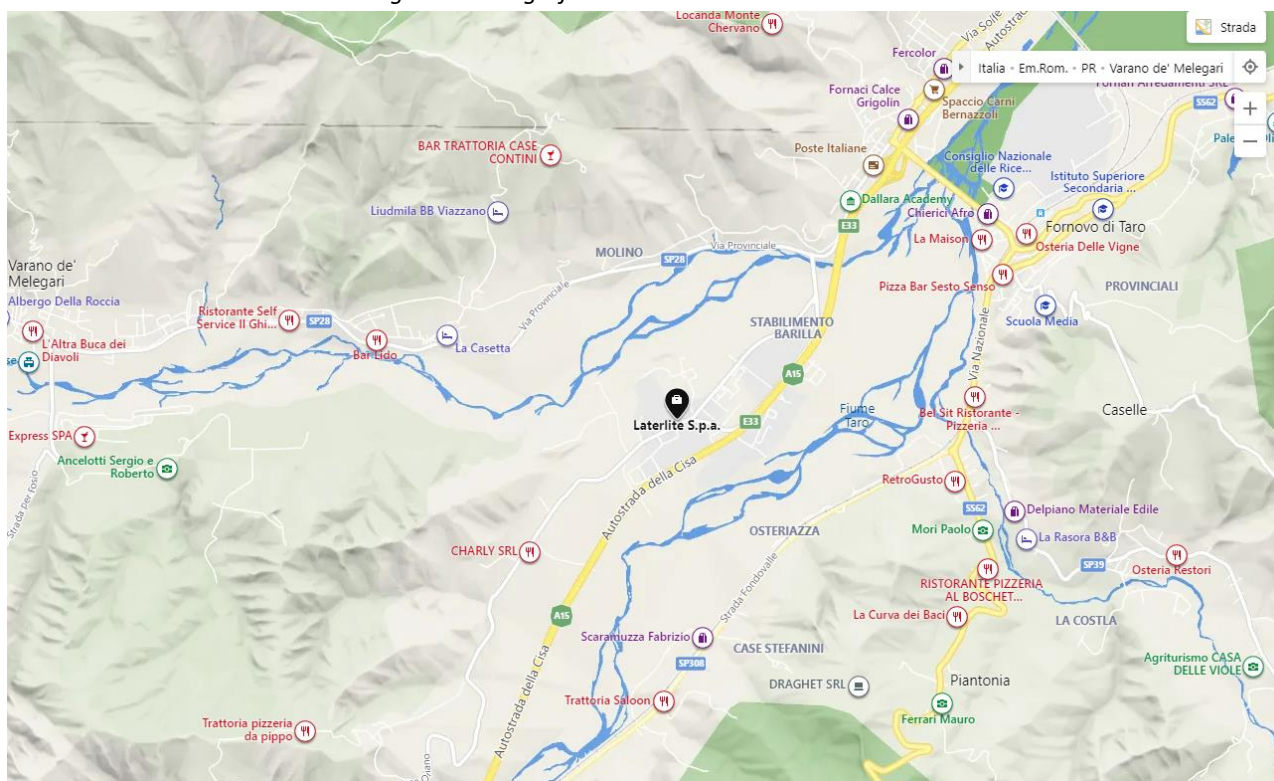 Locanda Monte
Chervano
Via Solfe
Autostrada
Strada
Fercolor
Italia • Em.Rom. • PR • Varano de' Melegari
Fornaci Calce
Grigolin
Spaccio Carni
Bernazzoli
Fornari Arredamenti SRL
SS62
BAR TRATTORIA CASE
CONTINI
Poste Italiane
Consiglio Nazionale
delle Rice...
Istituto Superiore
Secondaria ...
Liudmila BB Viazzano
Dallara Academy
Chierici Afro
E33
La Maison
Fornovo di Taro
Osteria Delle Vigne
MOLINO
SP28
Via Provinciale
Varano de'
Melegari
Pizza Bar Sesto Senso
PROVINCIALI
Albergo Della Roccia
Ristorante Self
Service Il Ghi...
SP28
Via Provinciale
STABILIMENTO
BARILLA
Scuola Media
L'Altra Buca dei
Diavoli
Bar Lido
La Casetta
Via Nazionale
A15
Laterlite S.p.a.
E33
Fiume
Taro
Bel Sit Ristorante -
Pizzeria ...
Caselle
Express SPA
Ancelotti Sergio e
Roberto
Strada per Fosio
Autostrada della Cisa
RetroGusto
SS62
Delpiano Materiale Edile
OSTERIAZZA
Mori Paolo
La Rasora B&B
CHARLY SRL
SP39
Osteria Restori
RISTORANTE PIZZERIA
AL BOSCHET...
Strada Fondovalle
A15
La Curva dei Baci
LA COSTLA
Scaramuzza Fabrizio
CASE STEFANINI
SP308
Agriturismo CASA
DELLE VIOLE
DRAGHET SRL
Piantonia
Trattoria Saloon
Autostrada della Cisa
Ferrari Mauro
Trattoria pizzeria
da pippo